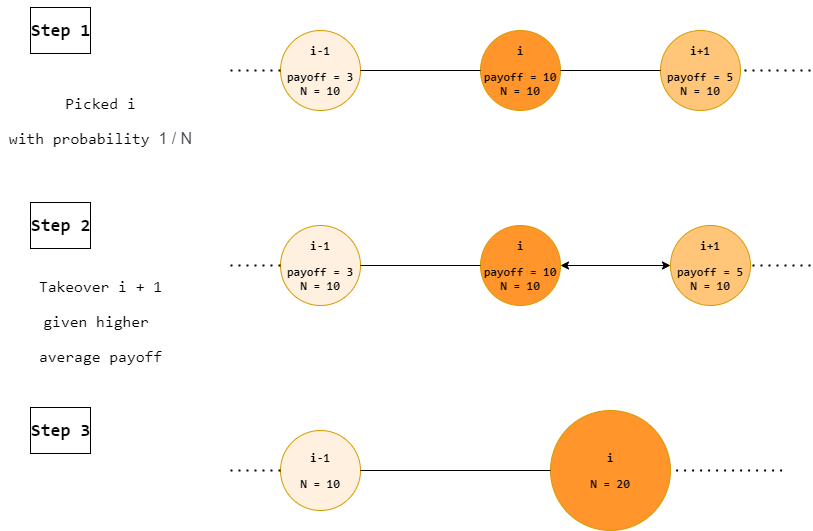 Step 1
i-1
payoff = 3
N = 10
i
payoff = 10
N = 10
i+1
payoff = 5
N = 10
Picked i
with probability 1 / N
Step 2
i-1
payoff = 3
N = 10
i
payoff = 10
N = 10
i+1
payoff = 5
N = 10
Takeover i + 1
given higher
average payoff
Step 3
i-1
N = 10
i
N = 20